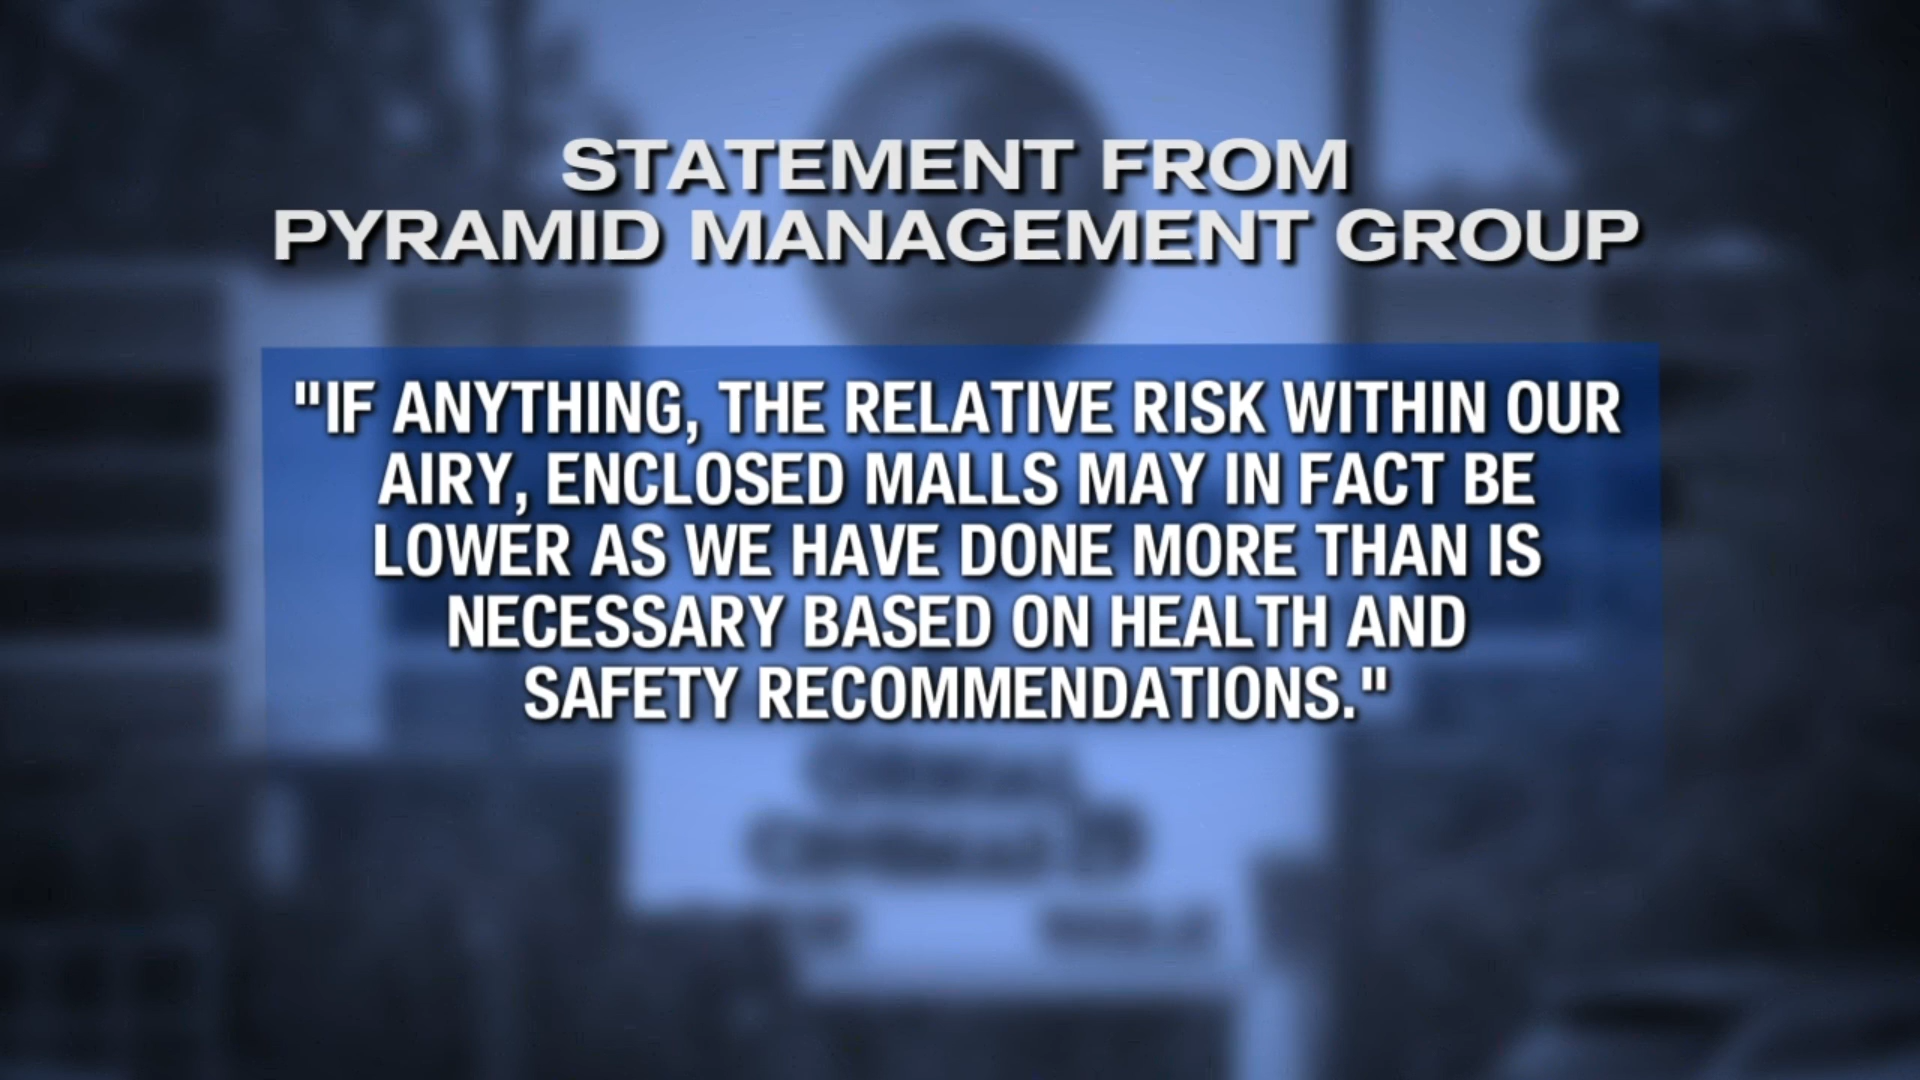 STATEMENT FROM
PYRAMID MANAGEMENT GROUP
"IF ANYTHING, THE RELATIVE RISK WITHIN OUR
AIRY, ENCLOSED MALLS MAY IN FACT BE
LOWER AS WE HAVE DONE MORE THAN IS
NECESSARY BASED ON HEALTH AND
SAFETY RECOMMENDATIONS."